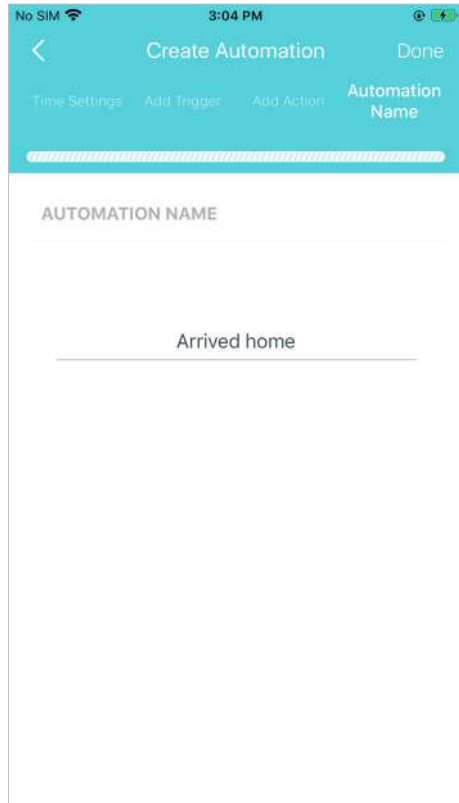 No SIM 3:04 PM
Create Automation Done
Time Settings Add Trigger Add Action Automation Name
AUTOMATION NAME
Arrived home